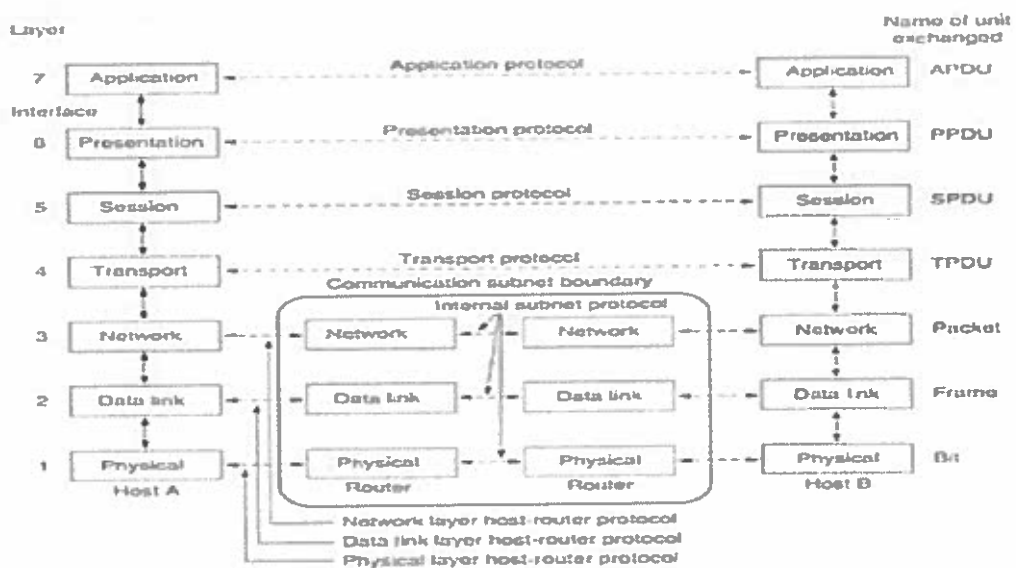 Layer
Name of unit exchanged
7 Application Application protocol Application APDU
Interface
6 Presentation Presentation protocol Presentation PPDU
5 Session Session protocol Session SPDU
4 Transport Transport protocol Transport TPDU
Communication subnet boundary
Internal subnet protocol
3 Network Network Network Network Packet
2 Data link Data link Data link Data link Frame
1 Physical Physical Physical Physical Bit
Host A Router Router Host B
Network layer host-router protocol
Data link layer host-router protocol
Physical layer host-router protocol